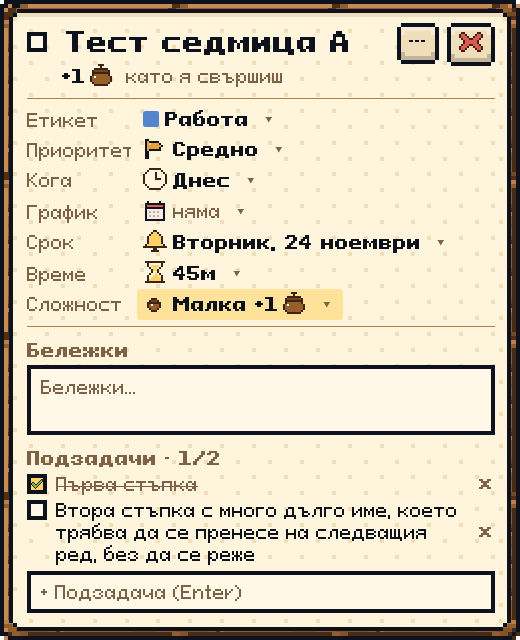 Тест седмица А
+1 като я свършиш
Етикет Работа
Приоритет Средно
Кога Днес
График няма
Срок Вторник, 24 ноември
Време 45м
Сложност Малка +1
Бележки
Бележки...
Подзадачи · 1/2
Първа стъпка
Втора стъпка с много дълго име, което
трябва да се пренесе на следващия
ред, без да се реже
+ Подзадача (Enter)